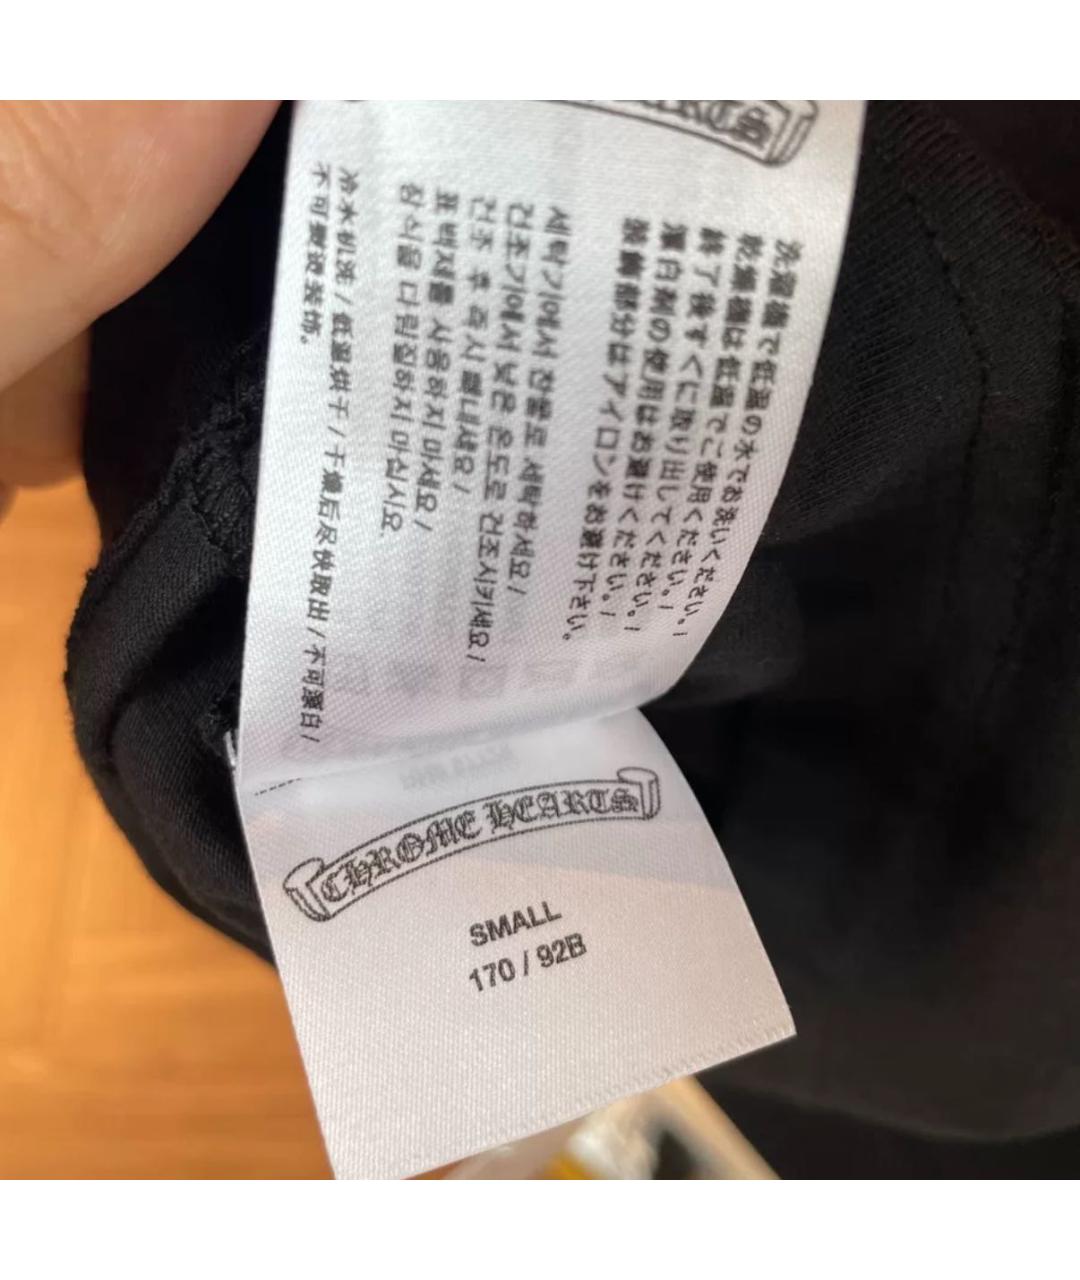 HEARTS
洗濯機で低温の水でお洗いください。/
乾燥機は低温でご使用ください。/
終了後すぐに取り出してください。/
漂白剤の使用はお避けください。/
装飾部分はアイロンをお避け下さい。
세탁기에서 찬물로 세탁하세요/
건조기에서 낮은 온도로 건조시키세요/
건조 후 즉시 빼내세요/
표백제를 사용하지 마세요/
장식을 다림질하지 마십시요.
冷水机洗/低温烘干/干燥后尽快取出/不可漂白/
不可熨烫装饰。
CHROME HEARTS
SMALL
170 / 92B